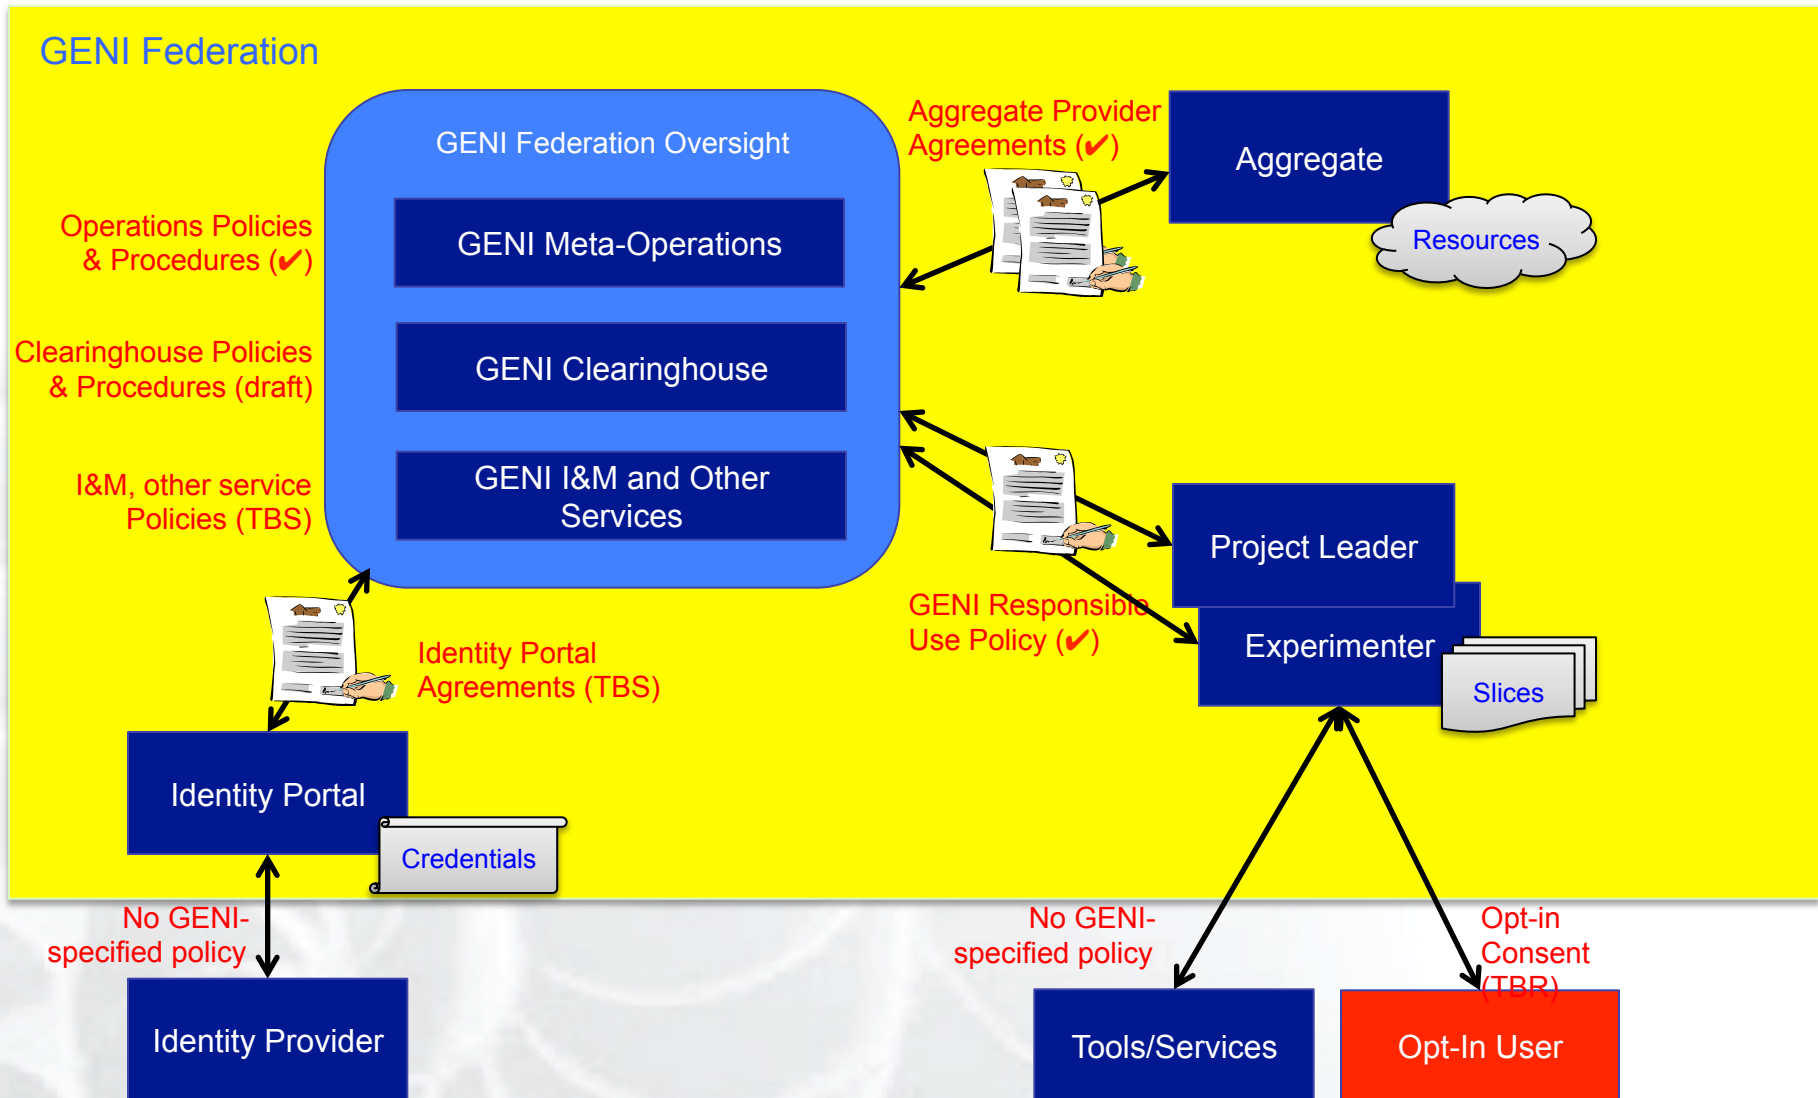 GENI Federation
GENI Federation Oversight
Aggregate Provider
Agreements (✔)
Aggregate
Resources
Operations Policies
& Procedures (✔)
GENI Meta-Operations
Clearinghouse Policies
& Procedures (draft)
GENI Clearinghouse
I&M, other service
Policies (TBS)
GENI I&M and Other
Services
Project Leader
GENI Responsible
Use Policy (✔)
Experimenter
Slices
Identity Portal
Agreements (TBS)
Identity Portal
Credentials
No GENI-
specified policy
No GENI-
specified policy
Opt-in
Consent
(TBR)
Identity Provider
Tools/Services
Opt-In User